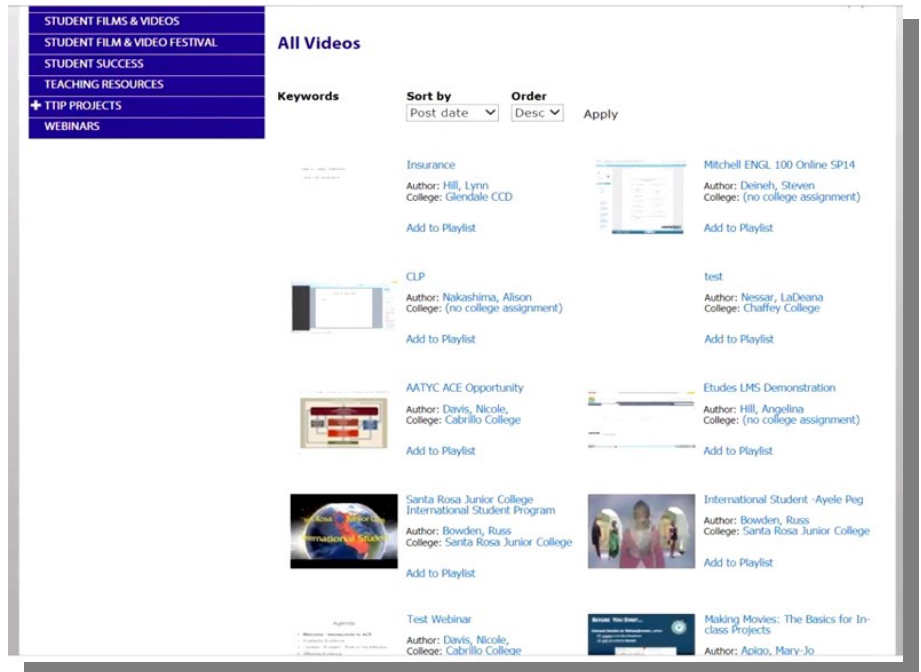 STUDENT FILMS & VIDEOS
STUDENT FILM & VIDEO FESTIVAL
STUDENT SUCCESS
TEACHING RESOURCES
TTIP PROJECTS
WEBINARS
All Videos
Keywords
Sort by
Order
Post date
Desc
Apply
Insurance
Author: Hill, Lynn
College: Glendale CCD
Add to Playlist
Mitchell ENGL 100 Online SP14
Author: Deineh, Steven
College: (no college assignment)
Add to Playlist
CLP
Author: Nakashima, Alison
College: (no college assignment)
Add to Playlist
test
Author: Nessar, LaDeana
College: Chaffey College
Add to Playlist
AATYC ACE Opportunity
Author: Davis, Nicole,
College: Cabrillo College
Add to Playlist
Etudes LMS Demonstration
Author: Hill, Angelina
College: (no college assignment)
Add to Playlist
Santa Rosa Junior College
International Student Program
Author: Bowden, Russ
College: Santa Rosa Junior College
Add to Playlist
International Student -Ayele Peg
Author: Bowden, Russ
College: Santa Rosa Junior College
Add to Playlist
Agenda
Test Webinar
Author: Davis, Nicole,
College: Cabrillo College
BEFORE YOU START...
Making Movies: The Basics for In-
class Projects
Author: Apigo, Mary-Jo